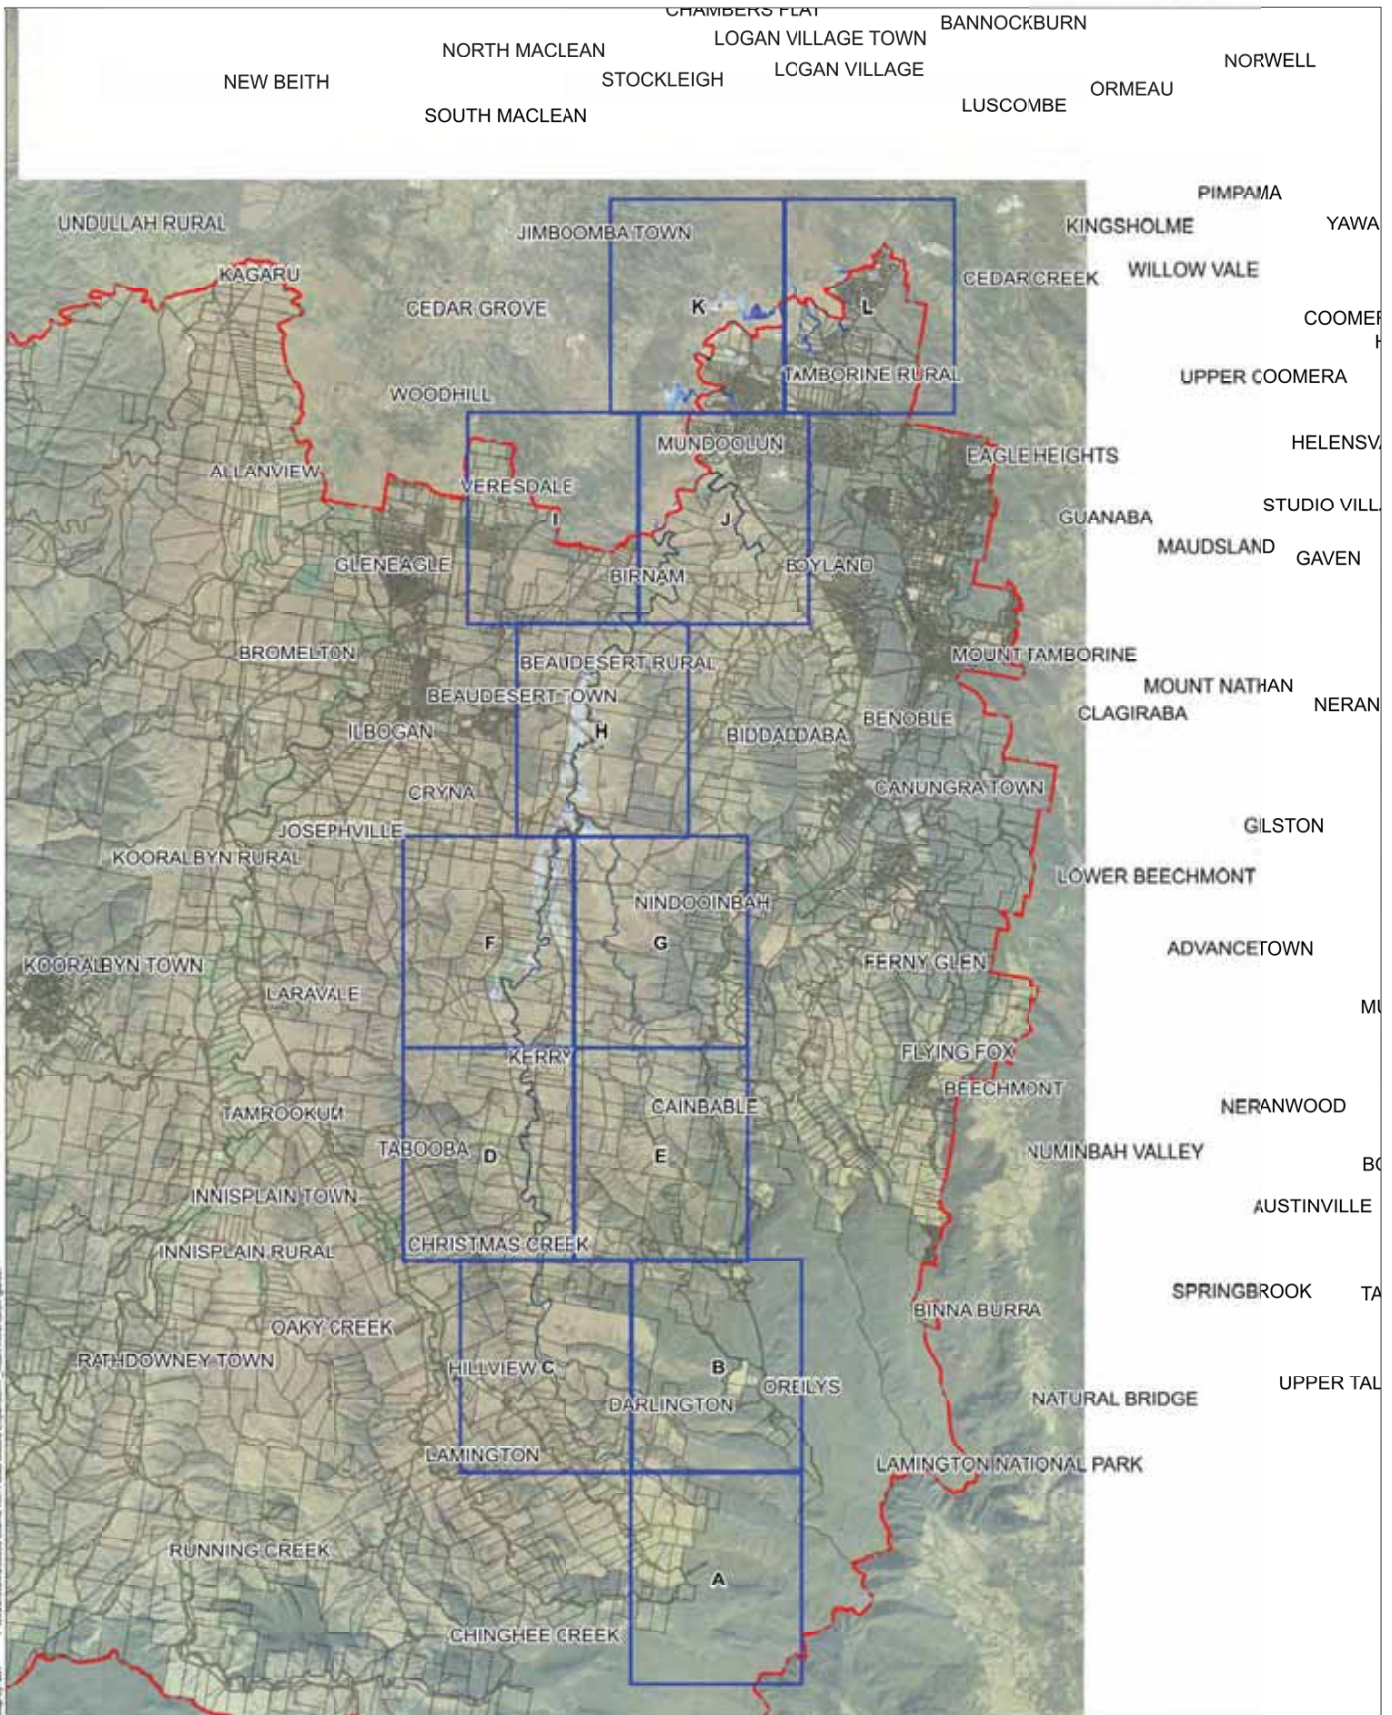 CHAMBERS FLAT
BANNOCKBURN
LOGAN VILLAGE TOWN
NORTH MACLEAN
NORWELL
LOGAN VILLAGE
STOCKLEIGH
NEW BEITH
ORMEAU
LUSCOMBE
SOUTH MACLEAN
PIMPAMA
UNDULLAH RURAL
KINGSHOLME
YAWA
JIMBOOMBA TOWN
KAGARU
CEDAR CREEK
WILLOW VALE
CEDAR GROVE
K
L
COOMER
H
TAMBORINE RURAL
UPPER COOMERA
WOODHILL
MUNDOOLUN
HELENSVA
EAGLE HEIGHTS
ALLANVIEW
VERESDALE
STUDIO VILL
I
J
GUANABA
MAUDSLAND
GAVEN
GLENEAGLE
BOYLAND
BIRNAM
BROMELTON
MOUNT TAMBORINE
BEAUDESERT RURAL
MOUNT NATHAN
BEAUDESERT TOWN
NERAN
CLAGIRABA
BENOBLE
ILBOGAN
H
BIDDADDABA
CANUNGRA TOWN
CRYNA
GILSTON
JOSEPHVILLE
KOORALBYN RURAL
LOWER BEECHMONT
NINDOOINBAH
F
G
ADVANCETOWN
KOORALBYN TOWN
FERNY GLEN
LARAVALE
MU
KERRY
FLYING FOX
BEECHMONT
CAINBABLE
NERANWOOD
TAMROOKUM
TABOOBA
D
E
NUMINBAH VALLEY
BO
INNISPLAIN TOWN
AUSTINVILLE
CHRISTMAS CREEK
INNISPLAIN RURAL
SPRINGBROOK
TA
BINNA BURRA
OAKY CREEK
RATHDOWNEY TOWN
HILLVIEW
C
B
OREILYS
UPPER TAL
NATURAL BRIDGE
DARLINGTON
LAMINGTON
LAMINGTON NATIONAL PARK
RUNNING CREEK
A
CHINGHEE CREEK